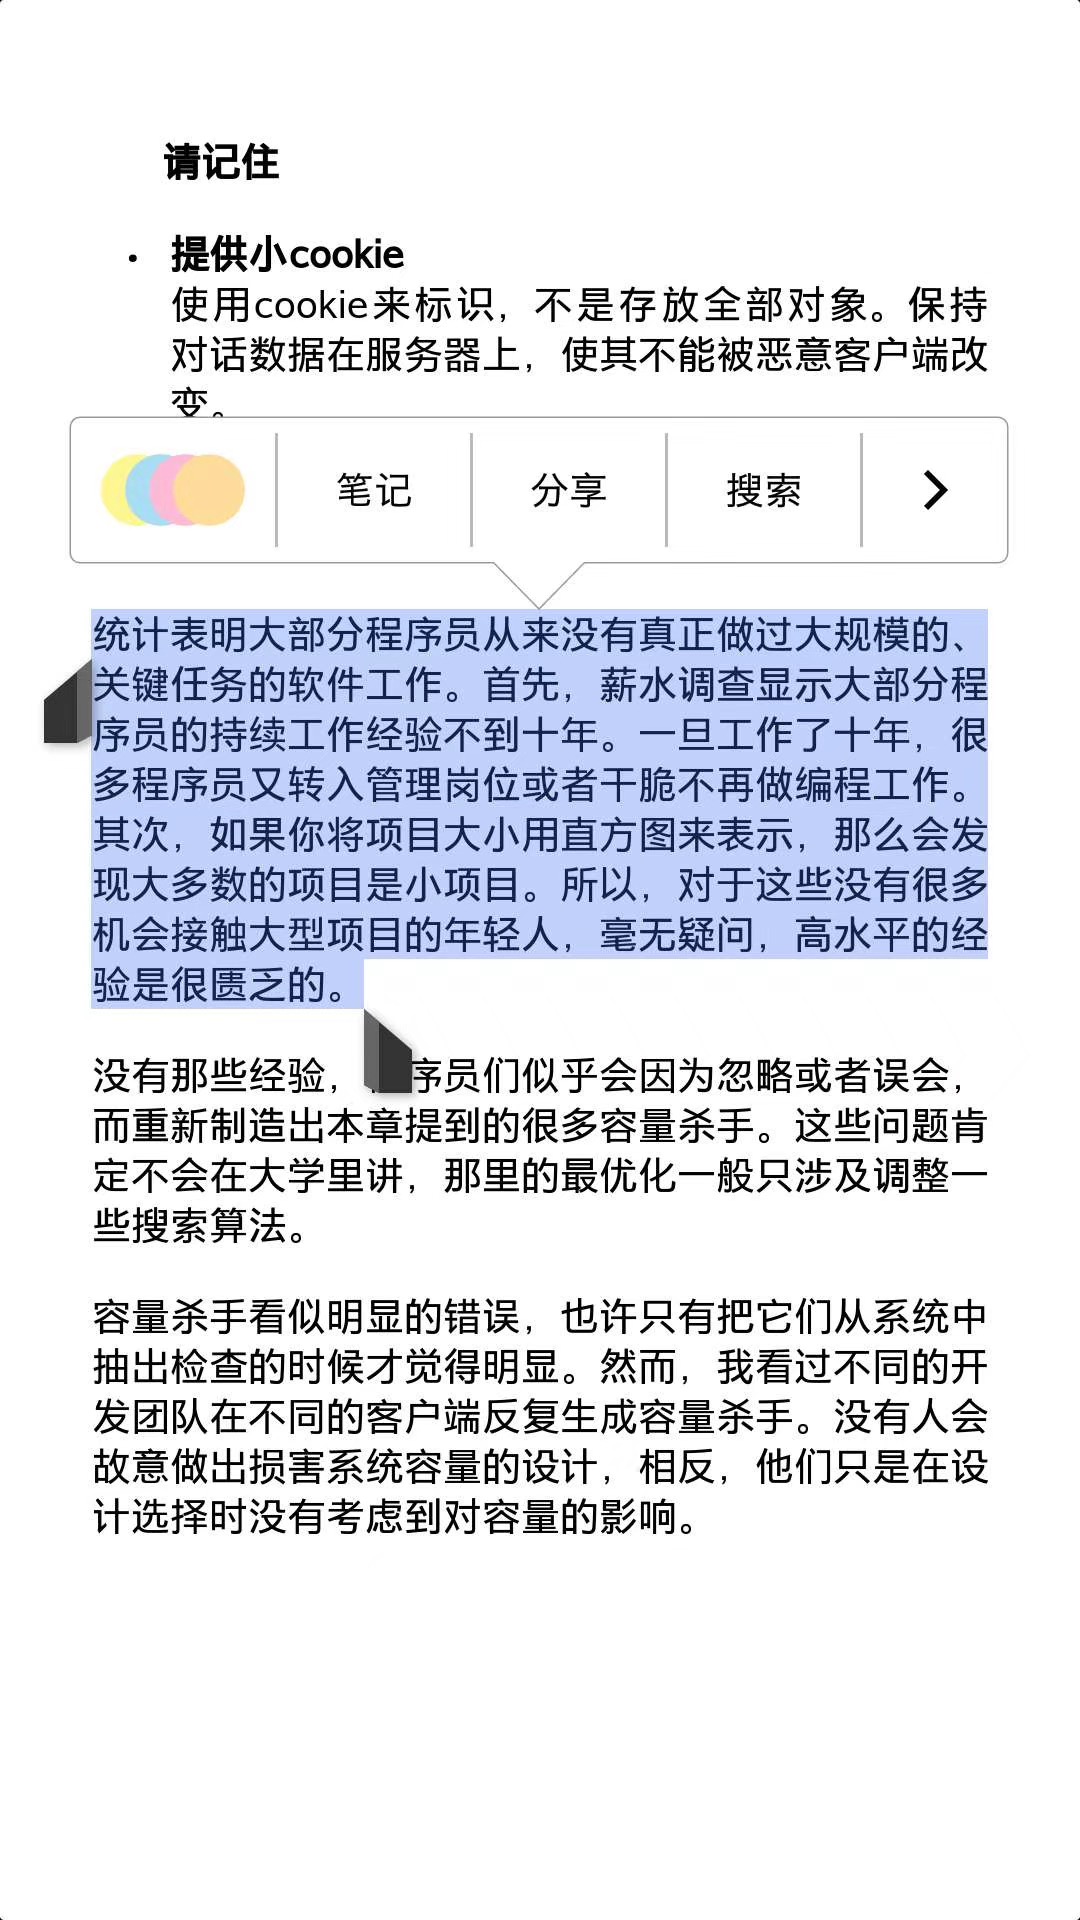 请记住
• 提供小cookie
使用cookie来标识，不是存放全部对象。保持
对话数据在服务器上，使其不能被恶意客户端改
变。
笔记 分享 搜索
统计表明大部分程序员从来没有真正做过大规模的、
关键任务的软件工作。首先，薪水调查显示大部分程
序员的持续工作经验不到十年。一旦工作了十年，很
多程序员又转入管理岗位或者干脆不再做编程工作。
其次，如果你将项目大小用直方图来表示，那么会发
现大多数的项目是小项目。所以，对于这些没有很多
机会接触大型项目的年轻人，毫无疑问，高水平的经
验是很匮乏的。
没有那些经验，序员们似乎会因为忽略或者误会，
而重新制造出本章提到的很多容量杀手。这些问题肯
定不会在大学里讲，那里的最优化一般只涉及调整一
些搜索算法。
容量杀手看似明显的错误，也许只有把它们从系统中
抽出检查的时候才觉得明显。然而，我看过不同的开
发团队在不同的客户端反复生成容量杀手。没有人会
故意做出损害系统容量的设计，相反，他们只是在设
计选择时没有考虑到对容量的影响。